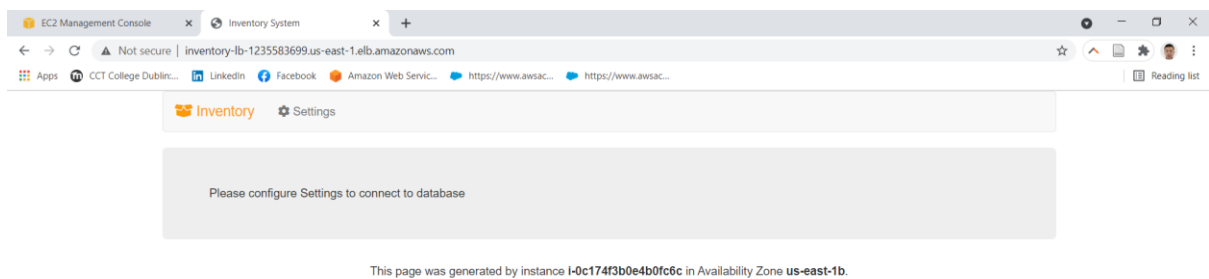 EC2 Management Console
Inventory System
Not secure | inventory-lb-1235583699.us-east-1.elb.amazonaws.com
Apps CCT College Dublin:... LinkedIn Facebook Amazon Web Servic... https://www.awsac... https://www.awsac... Reading list
Inventory Settings
Please configure Settings to connect to database
This page was generated by instance i-0c174f3b0e4b0fc6c in Availability Zone us-east-1b.